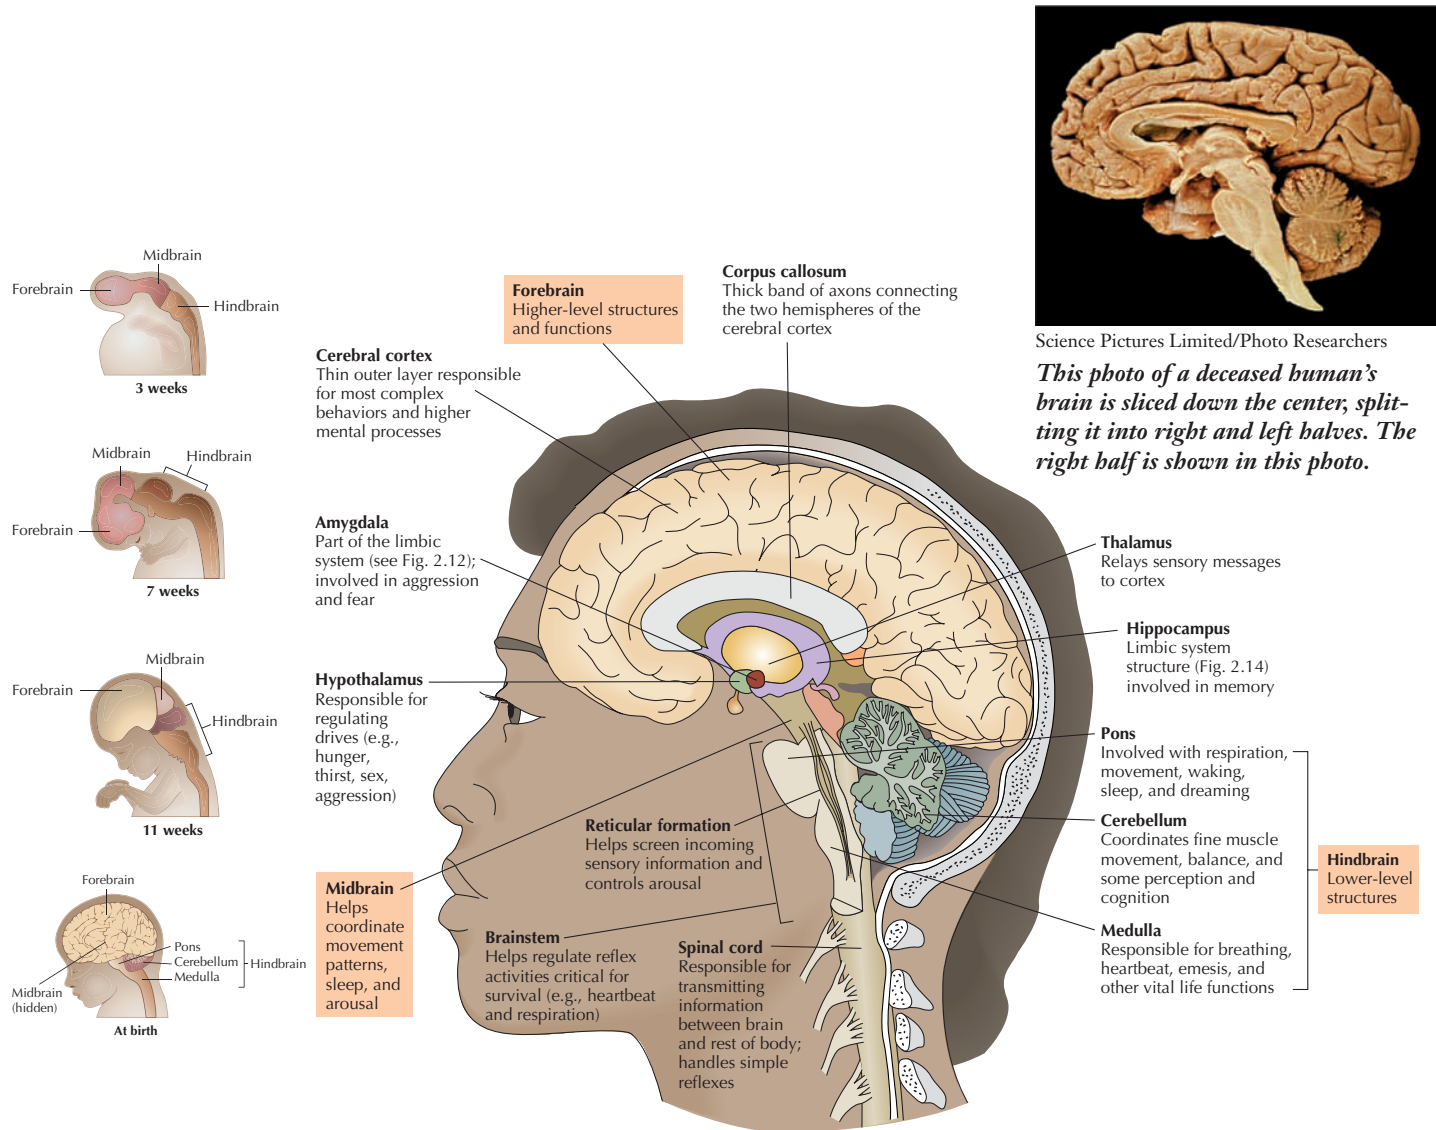 Science Pictures Limited/Photo Researchers
This photo of a deceased human’s
brain is sliced down the center, split-
ting it into right and left halves. The
right half is shown in this photo.
Midbrain
Forebrain
Hindbrain
3 weeks
Midbrain
Hindbrain
Forebrain
7 weeks
Midbrain
Forebrain
Hindbrain
11 weeks
Forebrain
Pons
Cerebellum
Medulla
Hindbrain
Midbrain
(hidden)
At birth
Forebrain
Higher-level structures
and functions
Corpus callosum
Thick band of axons connecting
the two hemispheres of the
cerebral cortex
Cerebral cortex
Thin outer layer responsible
for most complex
behaviors and higher
mental processes
Amygdala
Part of the limbic
system (see Fig. 2.12);
involved in aggression
and fear
Hypothalamus
Responsible for
regulating
drives (e.g.,
hunger,
thirst, sex,
aggression)
Midbrain
Helps
coordinate
movement
patterns,
sleep, and
arousal
Reticular formation
Helps screen incoming
sensory information and
controls arousal
Brainstem
Helps regulate reflex
activities critical for
survival (e.g., heartbeat
and respiration)
Spinal cord
Responsible for
transmitting
information
between brain
and rest of body;
handles simple
reflexes
Thalamus
Relays sensory messages
to cortex
Hippocampus
Limbic system
structure (Fig. 2.14)
involved in memory
Pons
Involved with respiration,
movement, waking,
sleep, and dreaming
Cerebellum
Coordinates fine muscle
movement, balance, and
some perception and
cognition
Medulla
Responsible for breathing,
heartbeat, emesis, and
other vital life functions
Hindbrain
Lower-level
structures